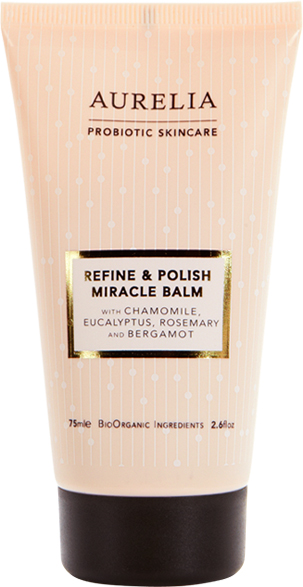 AURELIA
PROBIOTIC SKINCARE
REFINE & POLISH
MIRACLE BALM
WITH CHAMOMILE,
EUCALYPTUS, ROSEMARY
AND BERGAMOT
75mle BIOORGANIC INGREDIENTS 2.6floz